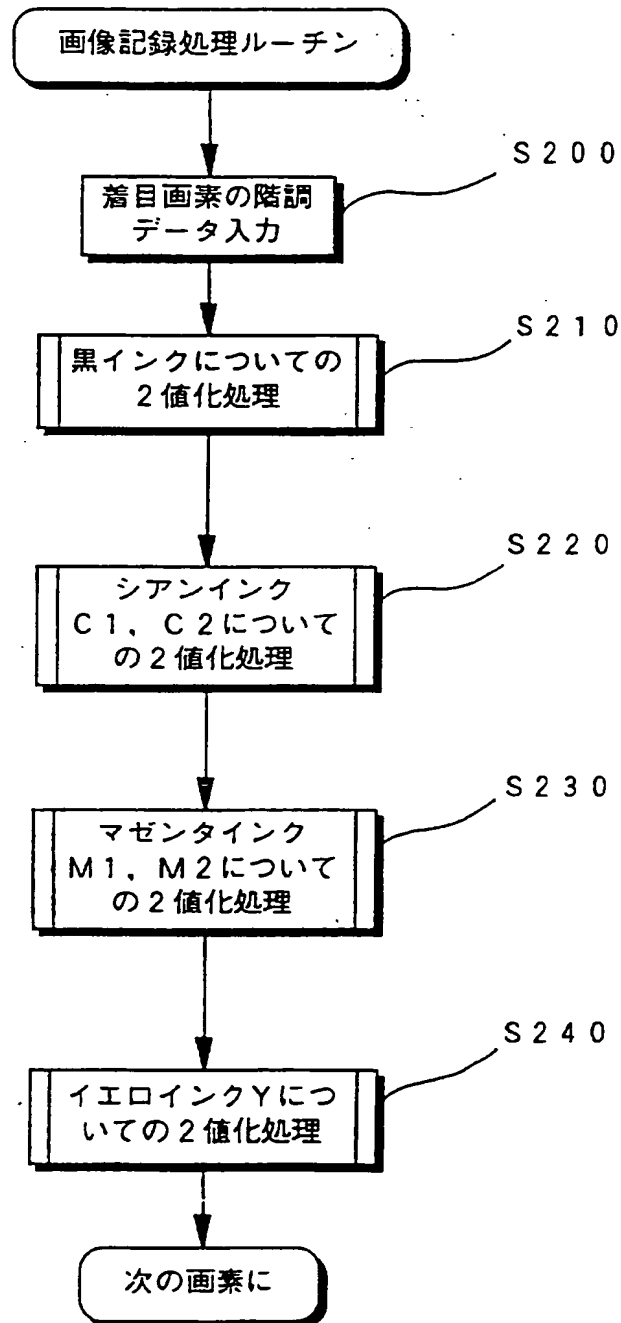 画像記録処理ルーチン
S200
着目画素の階調
データ入力
S210
黒インクについての
2値化処理
S220
シアンインク
C1，C2について
の2値化処理
S230
マゼンタインク
M1，M2について
の2値化処理
S240
イエロインクYにつ
いての2値化処理
次の画素に